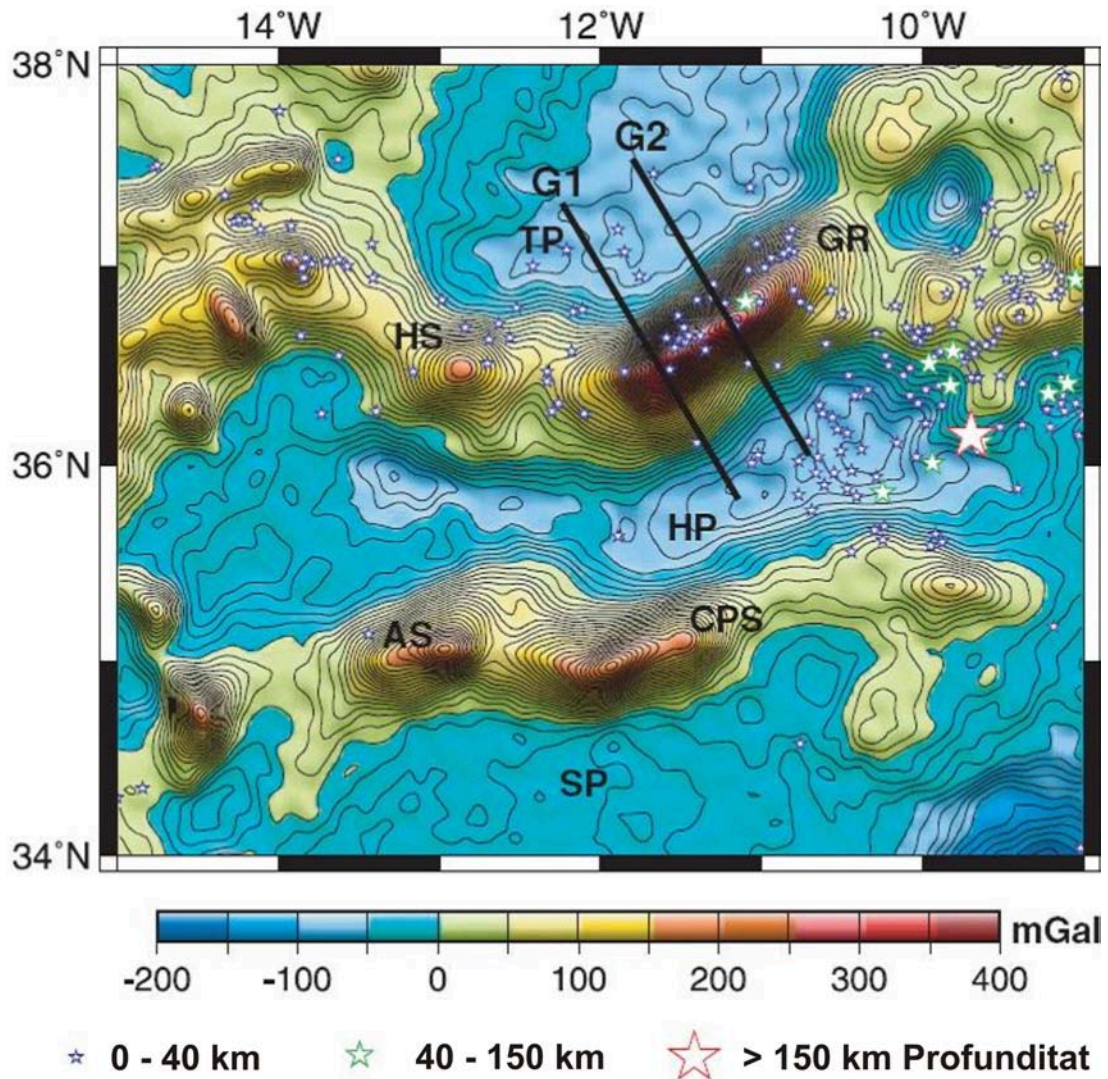 14°W 12°W 10°W
38°N
G2
G1
TP GR
HS
36°N
HP
AS CPS
SP
34°N
mGal
-200 -100 0 100 200 300 400
0 - 40 km 40 - 150 km > 150 km Profunditat